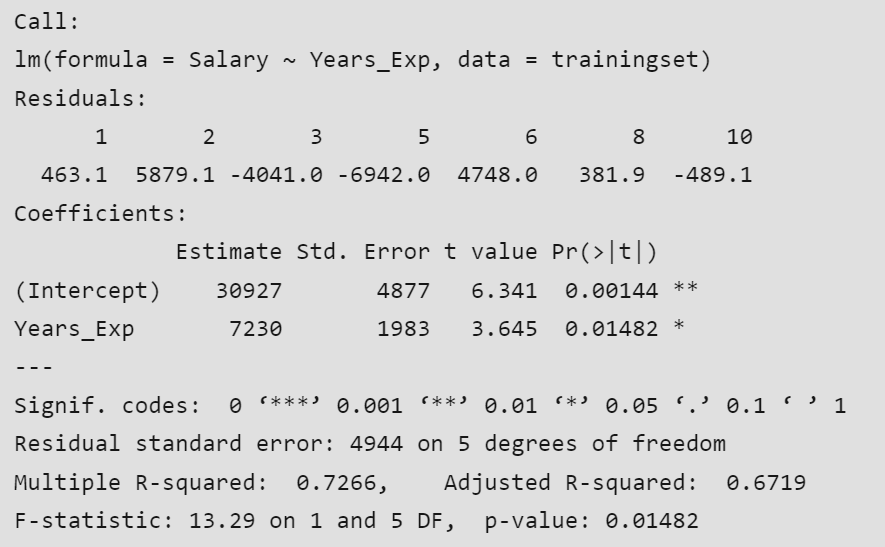 Call:
lm(formula = Salary ~ Years_Exp, data = trainingset)
Residuals:
      1       2       3       5       6       8      10
  463.1  5879.1 -4041.0 -6942.0  4748.0   381.9  -489.1
Coefficients:
            Estimate Std. Error t value Pr(>|t|)
(Intercept)    30927       4877   6.341  0.00144 **
Years_Exp       7230       1983   3.645  0.01482 *
---
Signif. codes:  0 ‘***’ 0.001 ‘**’ 0.01 ‘*’ 0.05 ‘.’ 0.1 ‘ ’ 1
Residual standard error: 4944 on 5 degrees of freedom
Multiple R-squared:  0.7266,    Adjusted R-squared:  0.6719
F-statistic: 13.29 on 1 and 5 DF,  p-value: 0.01482